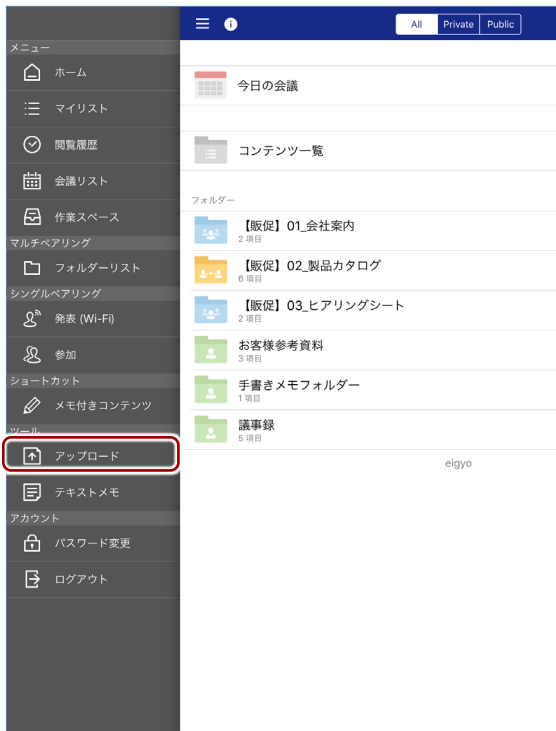 メニュー
ホーム
マイリスト
閲覧履歴
会議リスト
作業スペース
マルチペアリング
フォルダーリスト
シングルペアリング
発表 (Wi-Fi)
参加
ショートカット
メモ付きコンテンツ
ツール
アップロード
テキストメモ
アカウント
パスワード変更
ログアウト
All Private Public
今日の会議
コンテンツ一覧
フォルダー
【販促】01_会社案内
2 項目
【販促】02_製品カタログ
6 項目
【販促】03_ヒアリングシート
2 項目
お客様参考資料
3 項目
手書きメモフォルダー
1 項目
議事録
5 項目
eigyo